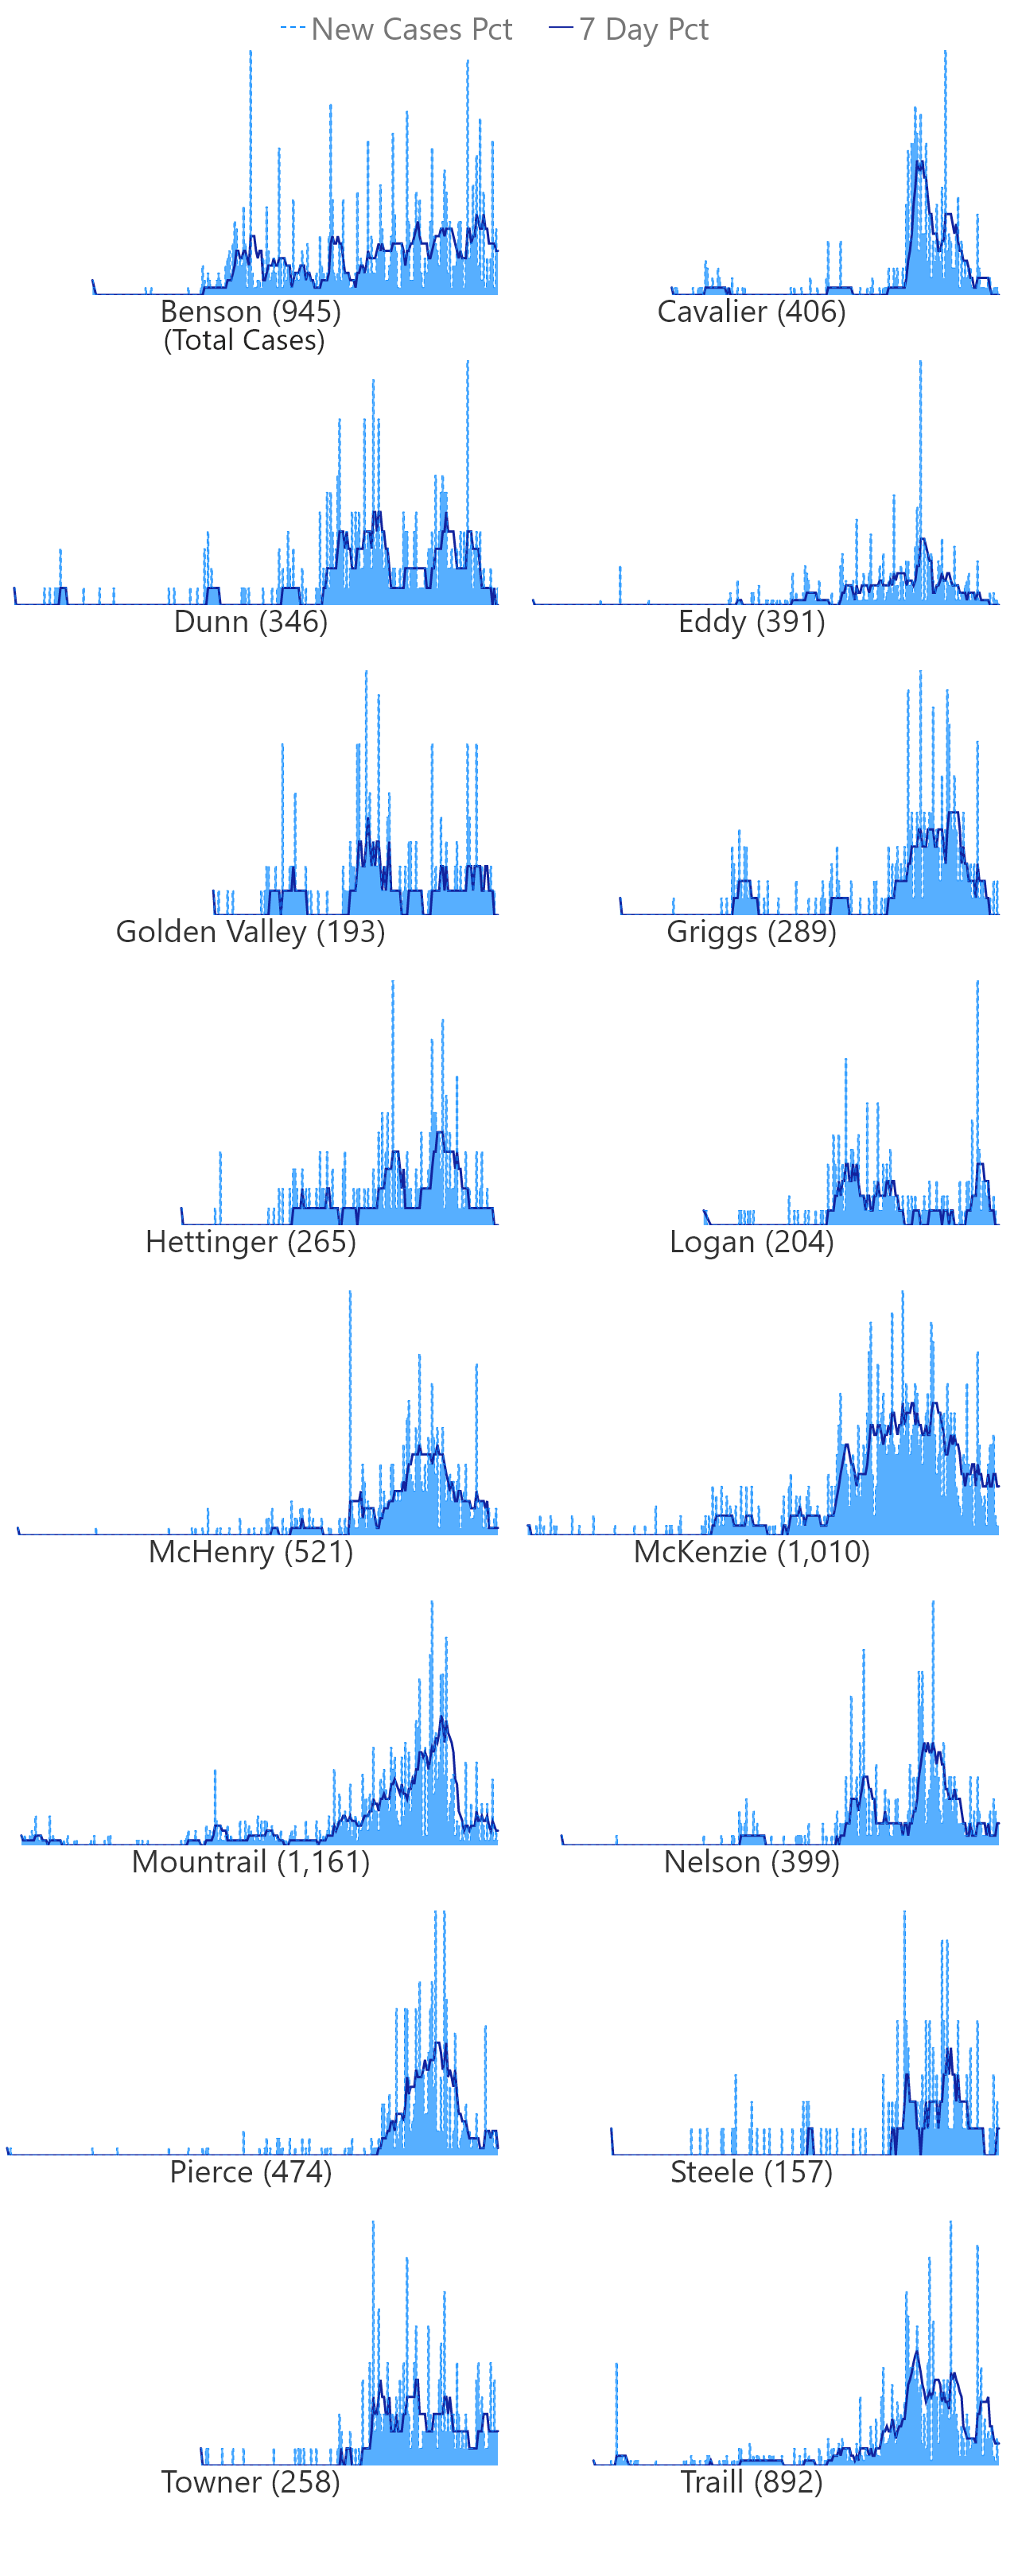 New Cases Pct 7 Day Pct
Benson (945) Cavalier (406)
(Total Cases)
Dunn (346) Eddy (391)
Golden Valley (193) Griggs (289)
Hettinger (265) Logan (204)
McHenry (521) McKenzie (1,010)
Mountrail (1,161) Nelson (399)
Pierce (474) Steele (157)
Towner (258) Traill (892)